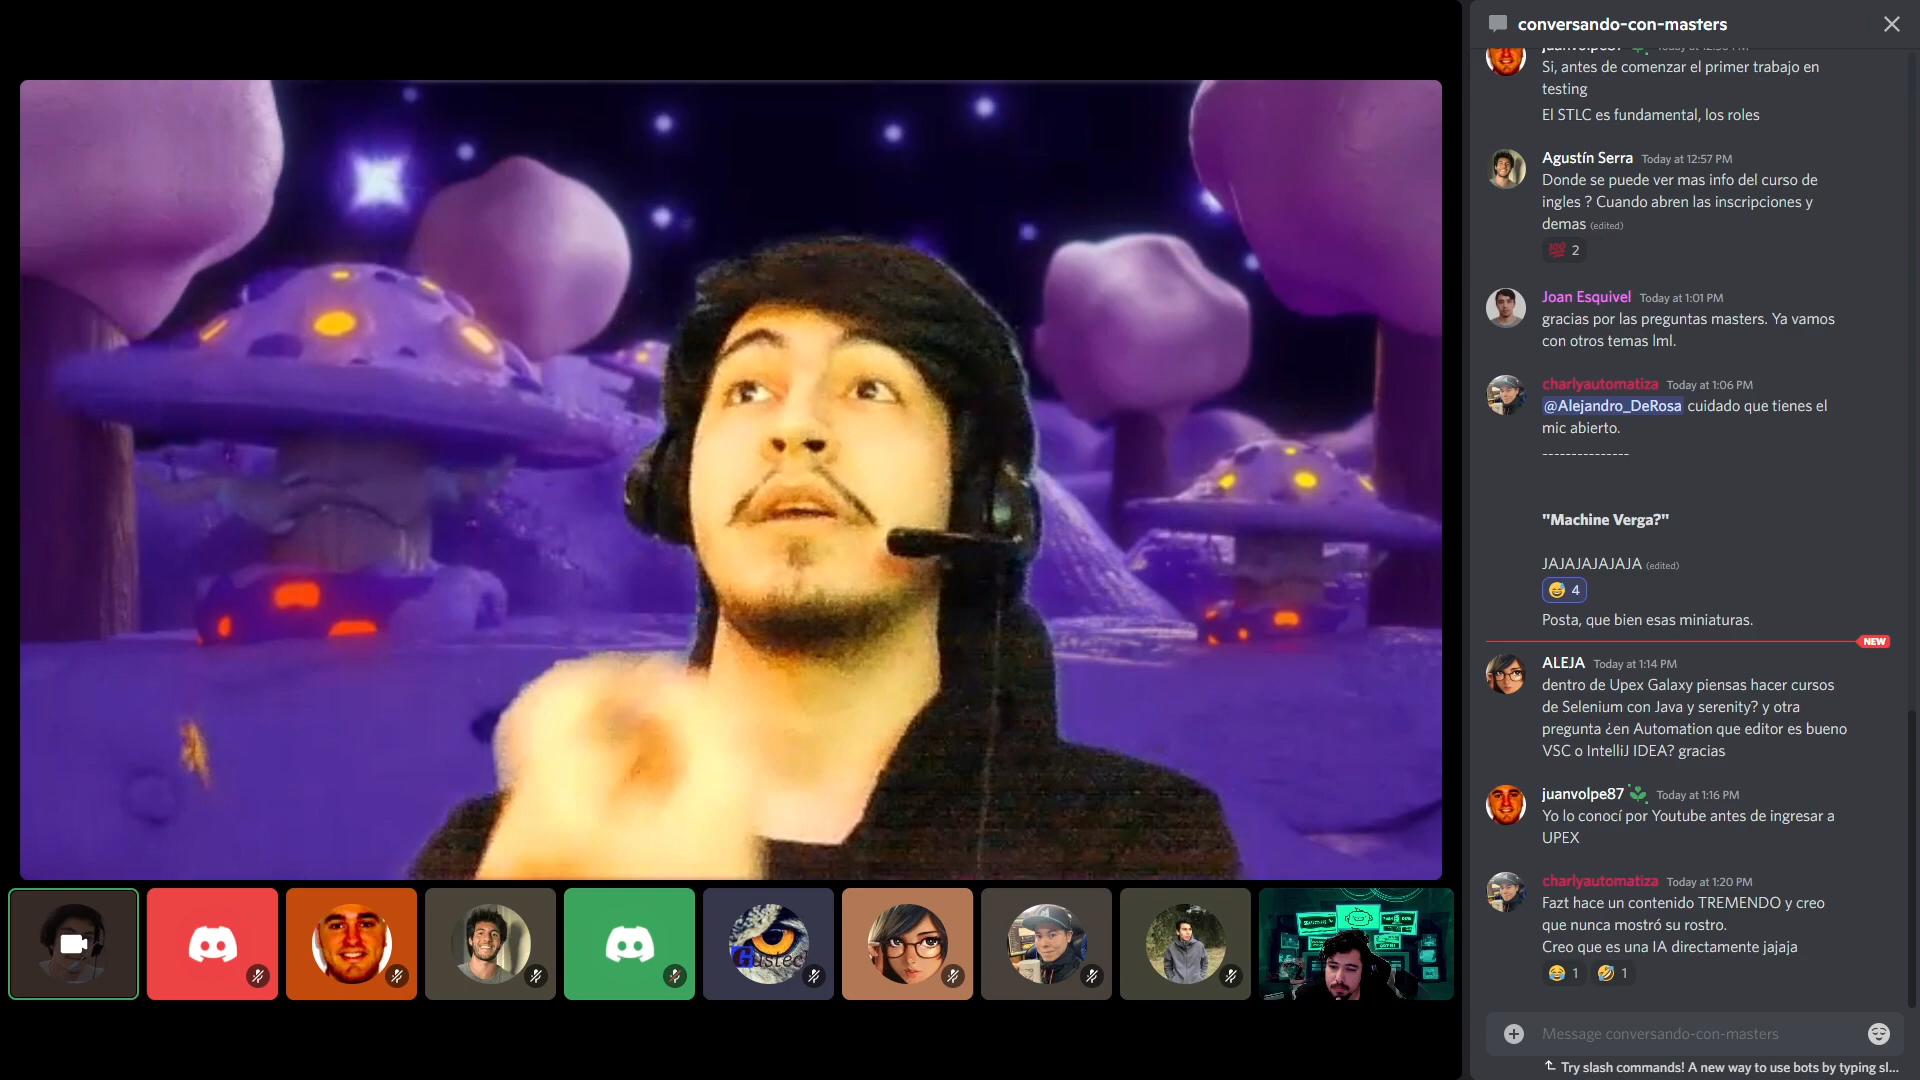 conversando-con-masters
Si, antes de comenzar el primer trabajo en
testing
El STLC es fundamental, los roles
Agustín Serra Today at 12:57 PM
Donde se puede ver mas info del curso de
ingles ? Cuando abren las inscripciones y
demas (edited)
2
Joan Esquivel Today at 1:01 PM
gracias por las preguntas masters. Ya vamos
con otros temas lml.
charlyautomatiza Today at 1:06 PM
@Alejandro_DeRosa cuidado que tienes el
mic abierto.
---------------
"Machine Verga?"
JAJAJAJAJAJA (edited)
4
Posta, que bien esas miniaturas.
NEW
ALEJA Today at 1:14 PM
dentro de Upex Galaxy piensas hacer cursos
de Selenium con Java y serenity? y otra
pregunta ¿en Automation que editor es bueno
VSC o IntelliJ IDEA? gracias
juanvolpe87 Today at 1:16 PM
Yo lo conocí por Youtube antes de ingresar a
UPEX
charlyautomatiza Today at 1:20 PM
Fazt hace un contenido TREMENDO y creo
que nunca mostró su rostro.
Creo que es una IA directamente jajaja
1 1
Message conversando-con-masters
Try slash commands! A new way to use bots by typing sl...